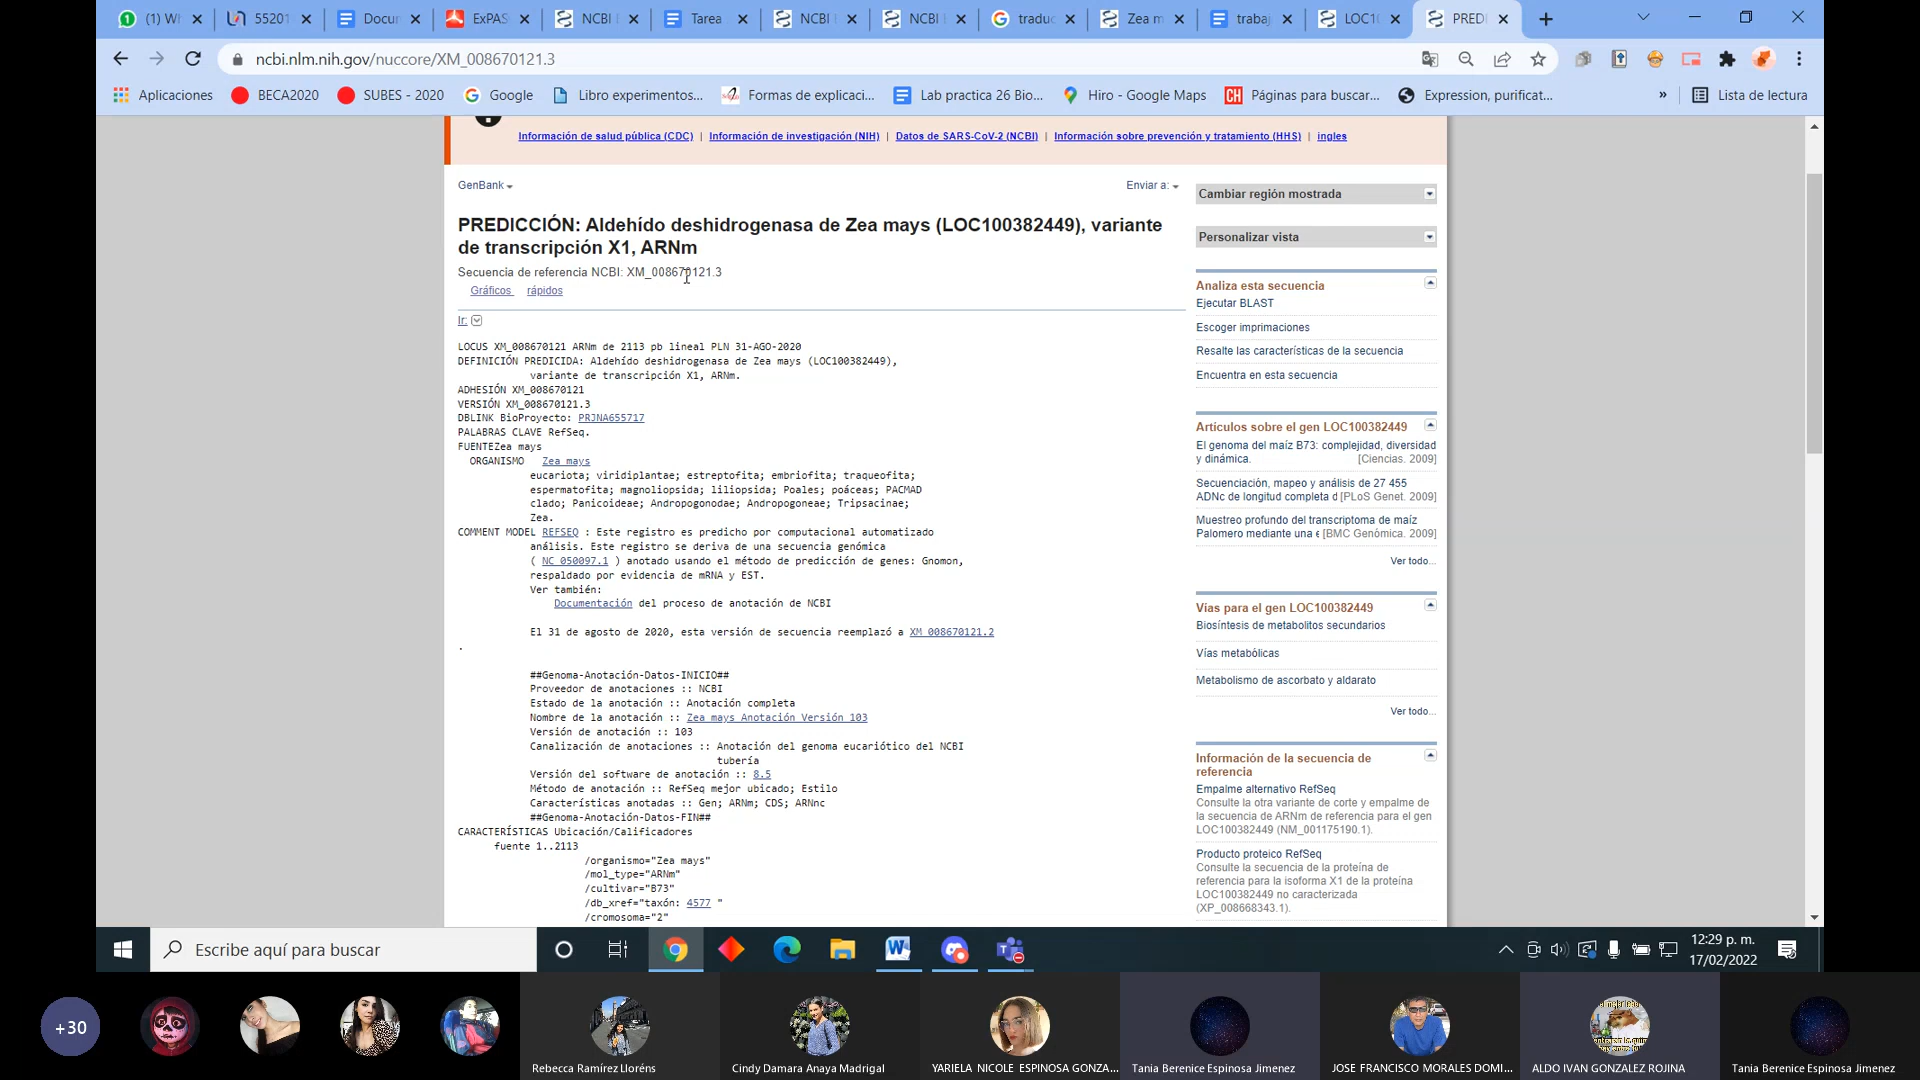 (1) W
55201
Docur
ExPAS
NCBI
Tarea
NCBI
NCBI
traduc
Zea m
trabaj
LOC1
PREDI
ncbi.nlm.nih.gov/nuccore/XM_008670121.3
Aplicaciones
BECA2020
SUBES - 2020
Google
Libro experimentos...
Formas de explicaci...
Lab practica 26 Bio...
Hiro - Google Maps
CH
Páginas para buscar...
Expression, purificat...
»
Lista de lectura
Información de salud pública (CDC) | Información de investigación (NIH) | Datos de SARS-CoV-2 (NCBI) | Información sobre prevención y tratamiento (HHS) | ingles
GenBank
Enviar a:
PREDICCIÓN: Aldehído deshidrogenasa de Zea mays (LOC100382449), variante
de transcripción X1, ARNm
Secuencia de referencia NCBI: XM_008670121.3
Gráficos rápidos
Ir:
LOCUS XM_008670121 ARNm de 2113 pb lineal PLN 31-AGO-2020
DEFINICIÓN PREDICIDA: Aldehído deshidrogenasa de Zea mays (LOC100382449),
variante de transcripción X1, ARNm.
ADHESIÓN XM_008670121
VERSIÓN XM_008670121.3
DBLINK BioProyecto: PRJNA655717
PALABRAS CLAVE RefSeq.
FUENTEZea mays
ORGANISMO Zea mays
eucariota; viridiplantae; estreptofita; embriofita; traqueofita;
espermatofita; magnoliopsida; liliopsida; Poales; poáceas; PACMAD
clado; Panicoideae; Andropogonodae; Andropogoneae; Tripsacinae;
Zea.
COMMENT MODEL REFSEQ : Este registro es predicho por computacional automatizado
análisis. Este registro se deriva de una secuencia genómica
( NC_050097.1 ) anotado usando el método de predicción de genes: Gnomon,
respaldado por evidencia de mRNA y EST.
Ver también:
Documentación del proceso de anotación de NCBI
El 31 de agosto de 2020, esta versión de secuencia reemplazó a XM_008670121.2
.
##Genoma-Anotación-Datos-INICIO##
Proveedor de anotaciones :: NCBI
Estado de la anotación :: Anotación completa
Nombre de la anotación :: Zea mays Anotación Versión 103
Versión de anotación :: 103
Canalización de anotaciones :: Anotación del genoma eucariótico del NCBI
tubería
Versión del software de anotación :: 8.5
Método de anotación :: RefSeq mejor ubicado; Estilo
Características anotadas :: Gen; ARNm; CDS; ARNnc
##Genoma-Anotación-Datos-FIN##
CARACTERÍSTICAS Ubicación/Calificadores
fuente 1..2113
/organismo="Zea mays"
/mol_type="ARNm"
/cultivar="B73"
/db_xref="taxón: 4577 "
/cromosoma="2"
Cambiar región mostrada
Personalizar vista
Analiza esta secuencia
Ejecutar BLAST
Escoger imprimaciones
Resalte las características de la secuencia
Encuentra en esta secuencia
Artículos sobre el gen LOC100382449
El genoma del maíz B73: complejidad, diversidad
y dinámica. [Ciencias. 2009]
Secuenciación, mapeo y análisis de 27 455
ADNc de longitud completa d [PLoS Genet. 2009]
Muestreo profundo del transcriptoma de maíz
Palomero mediante una e [BMC Genómica. 2009]
Ver todo...
Vías para el gen LOC100382449
Biosíntesis de metabolitos secundarios
Vías metabólicas
Metabolismo de ascorbato y aldarato
Ver todo...
Información de la secuencia de
referencia
Empalme alternativo RefSeq
Consulte la otra variante de corte y empalme de
la secuencia de ARNm de referencia para el gen
LOC100382449 (NM_001175190.1).
Producto proteico RefSeq
Consulte la secuencia de la proteína de
referencia para la isoforma X1 de la proteína
LOC100382449 no caracterizada
(XP_008668343.1).
Escribe aquí para buscar
12:29 p. m.
17/02/2022
+30
Rebecca Ramírez Lloréns
Cindy Damara Anaya Madrigal
YARIELA NICOLE ESPINOSA GONZA...
Tania Berenice Espinosa Jimenez
JOSE FRANCISCO MORALES DOMI...
ALDO IVAN GONZALEZ ROJINA
Tania Berenice Espinosa Jimenez